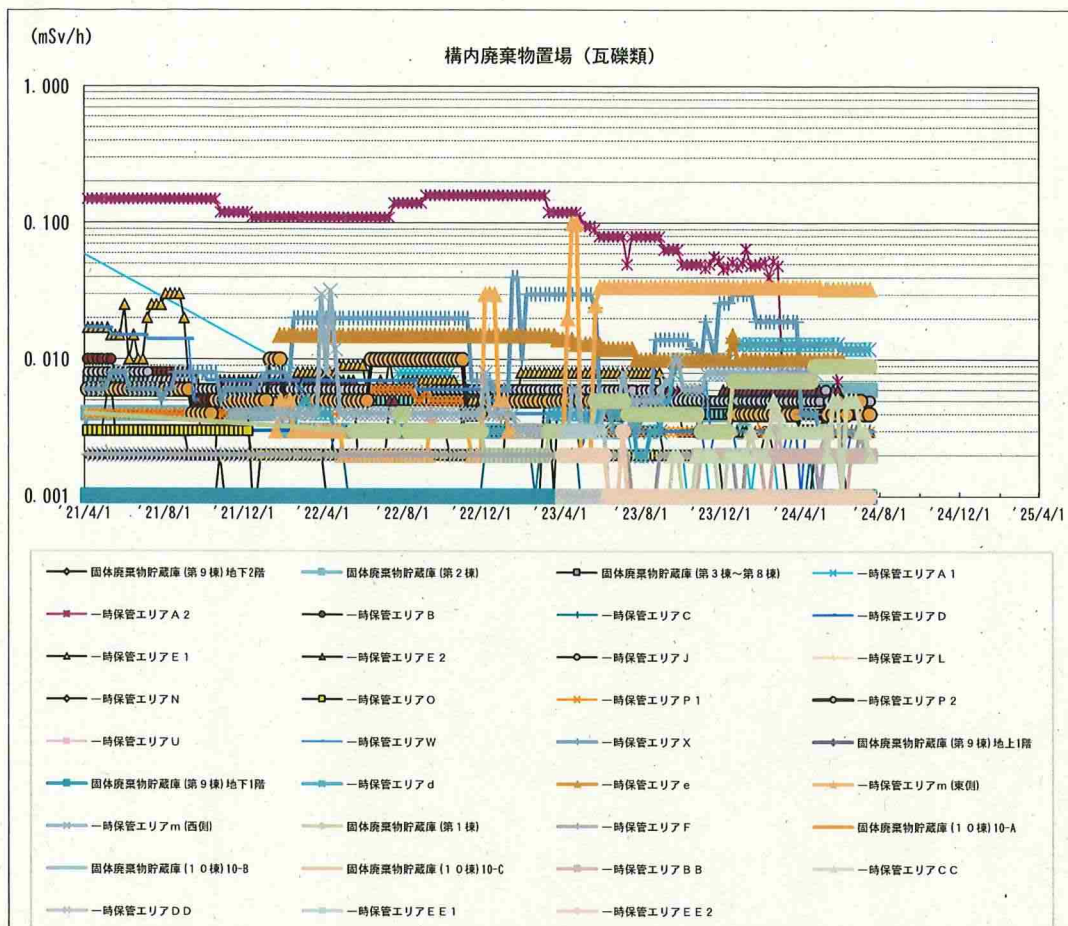 (mSv/h)
構内廃棄物置場 (瓦礫類)
1.000
0.100
0.010
0.001
'21/4/1 '21/8/1 '21/12/1 '22/4/1 '22/8/1 '22/12/1 '23/4/1 '23/8/1 '23/12/1 '24/4/1 '24/8/1 '24/12/1 '25/4/1
固体廃棄物貯蔵庫(第9棟)地下2階 固体廃棄物貯蔵庫(第2棟) 固体廃棄物貯蔵庫(第3棟～第8棟) 一時保管エリアA1
一時保管エリアA2 一時保管エリアB 一時保管エリアC 一時保管エリアD
一時保管エリアE1 一時保管エリアE2 一時保管エリアJ 一時保管エリアL
一時保管エリアN 一時保管エリアO 一時保管エリアP1 一時保管エリアP2
一時保管エリアU 一時保管エリアW 一時保管エリアX 固体廃棄物貯蔵庫(第9棟)地上1階
固体廃棄物貯蔵庫(第9棟)地下1階 一時保管エリアd 一時保管エリアe 一時保管エリアm(東側)
一時保管エリアm(西側) 固体廃棄物貯蔵庫(第1棟) 一時保管エリアF 固体廃棄物貯蔵庫(10棟)10-A
固体廃棄物貯蔵庫(10棟)10-B 固体廃棄物貯蔵庫(10棟)10-C 一時保管エリアBB 一時保管エリアCC
一時保管エリアDD 一時保管エリアEE1 一時保管エリアEE2